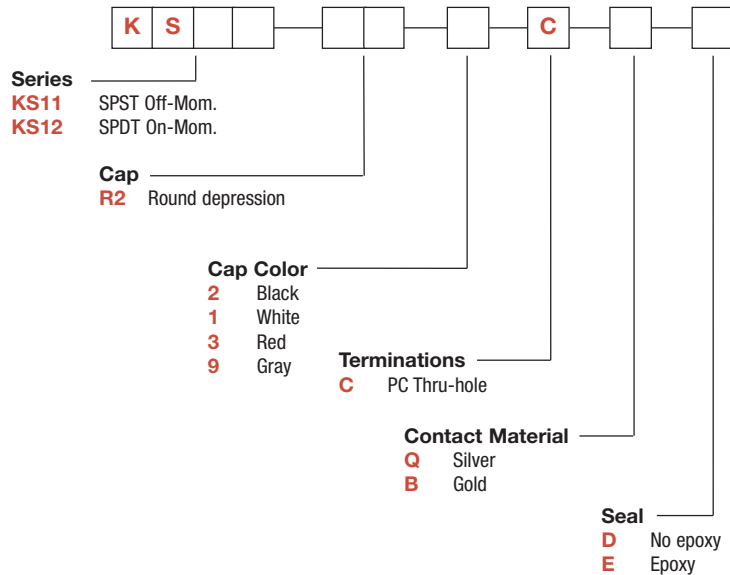 K S C
Series
KS11 SPST Off-Mom.
KS12 SPDT On-Mom.
Cap
R2 Round depression
Cap Color
2 Black
1 White
3 Red
9 Gray
Terminations
C PC Thru-hole
Contact Material
Q Silver
B Gold
Seal
D No epoxy
E Epoxy